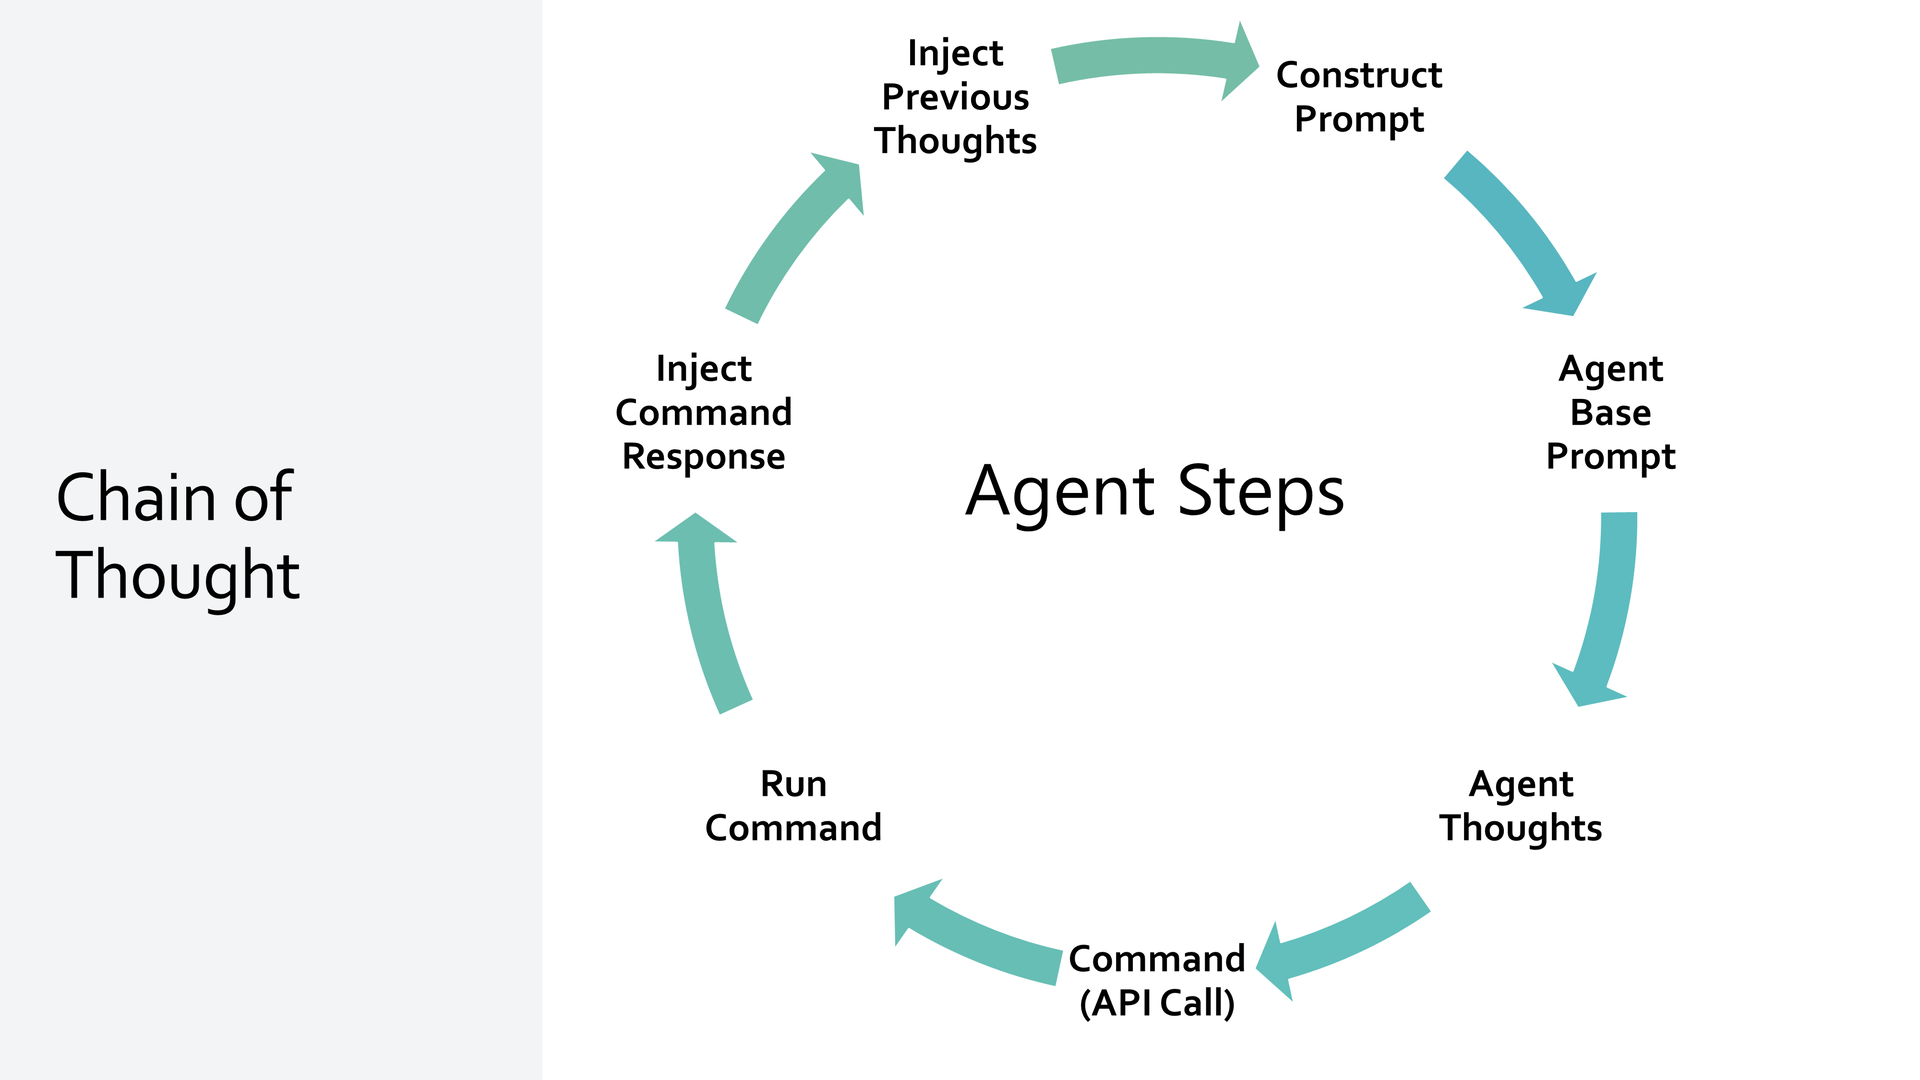 Chain of
Thought
Agent Steps
Construct
Prompt
Agent
Base
Prompt
Agent
Thoughts
Command
(API Call)
Run
Command
Inject
Command
Response
Inject
Previous
Thoughts